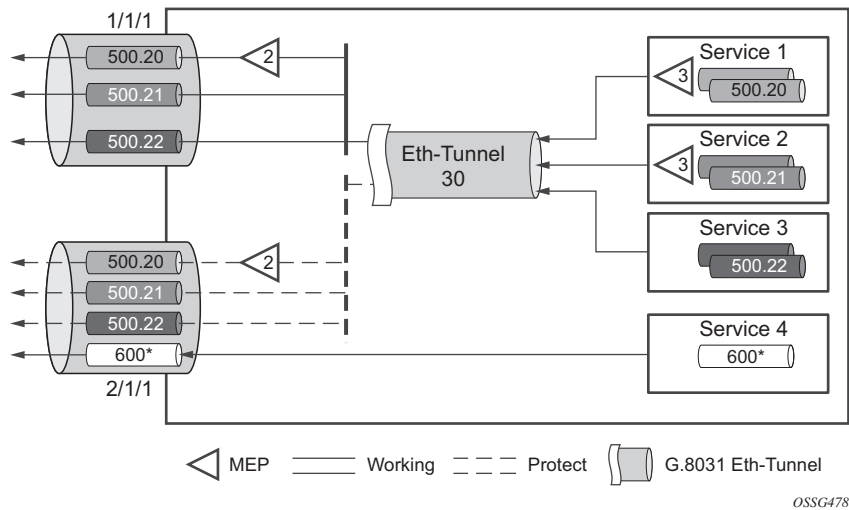 1/1/1
500.20
2
500.21
500.22
Eth-Tunnel
30
Service 1
3
500.20
Service 2
3
500.21
Service 3
500.22
500.20
2
500.21
500.22
600*
2/1/1
Service 4
600*
MEP
Working
Protect
G.8031 Eth-Tunnel
OSSG478